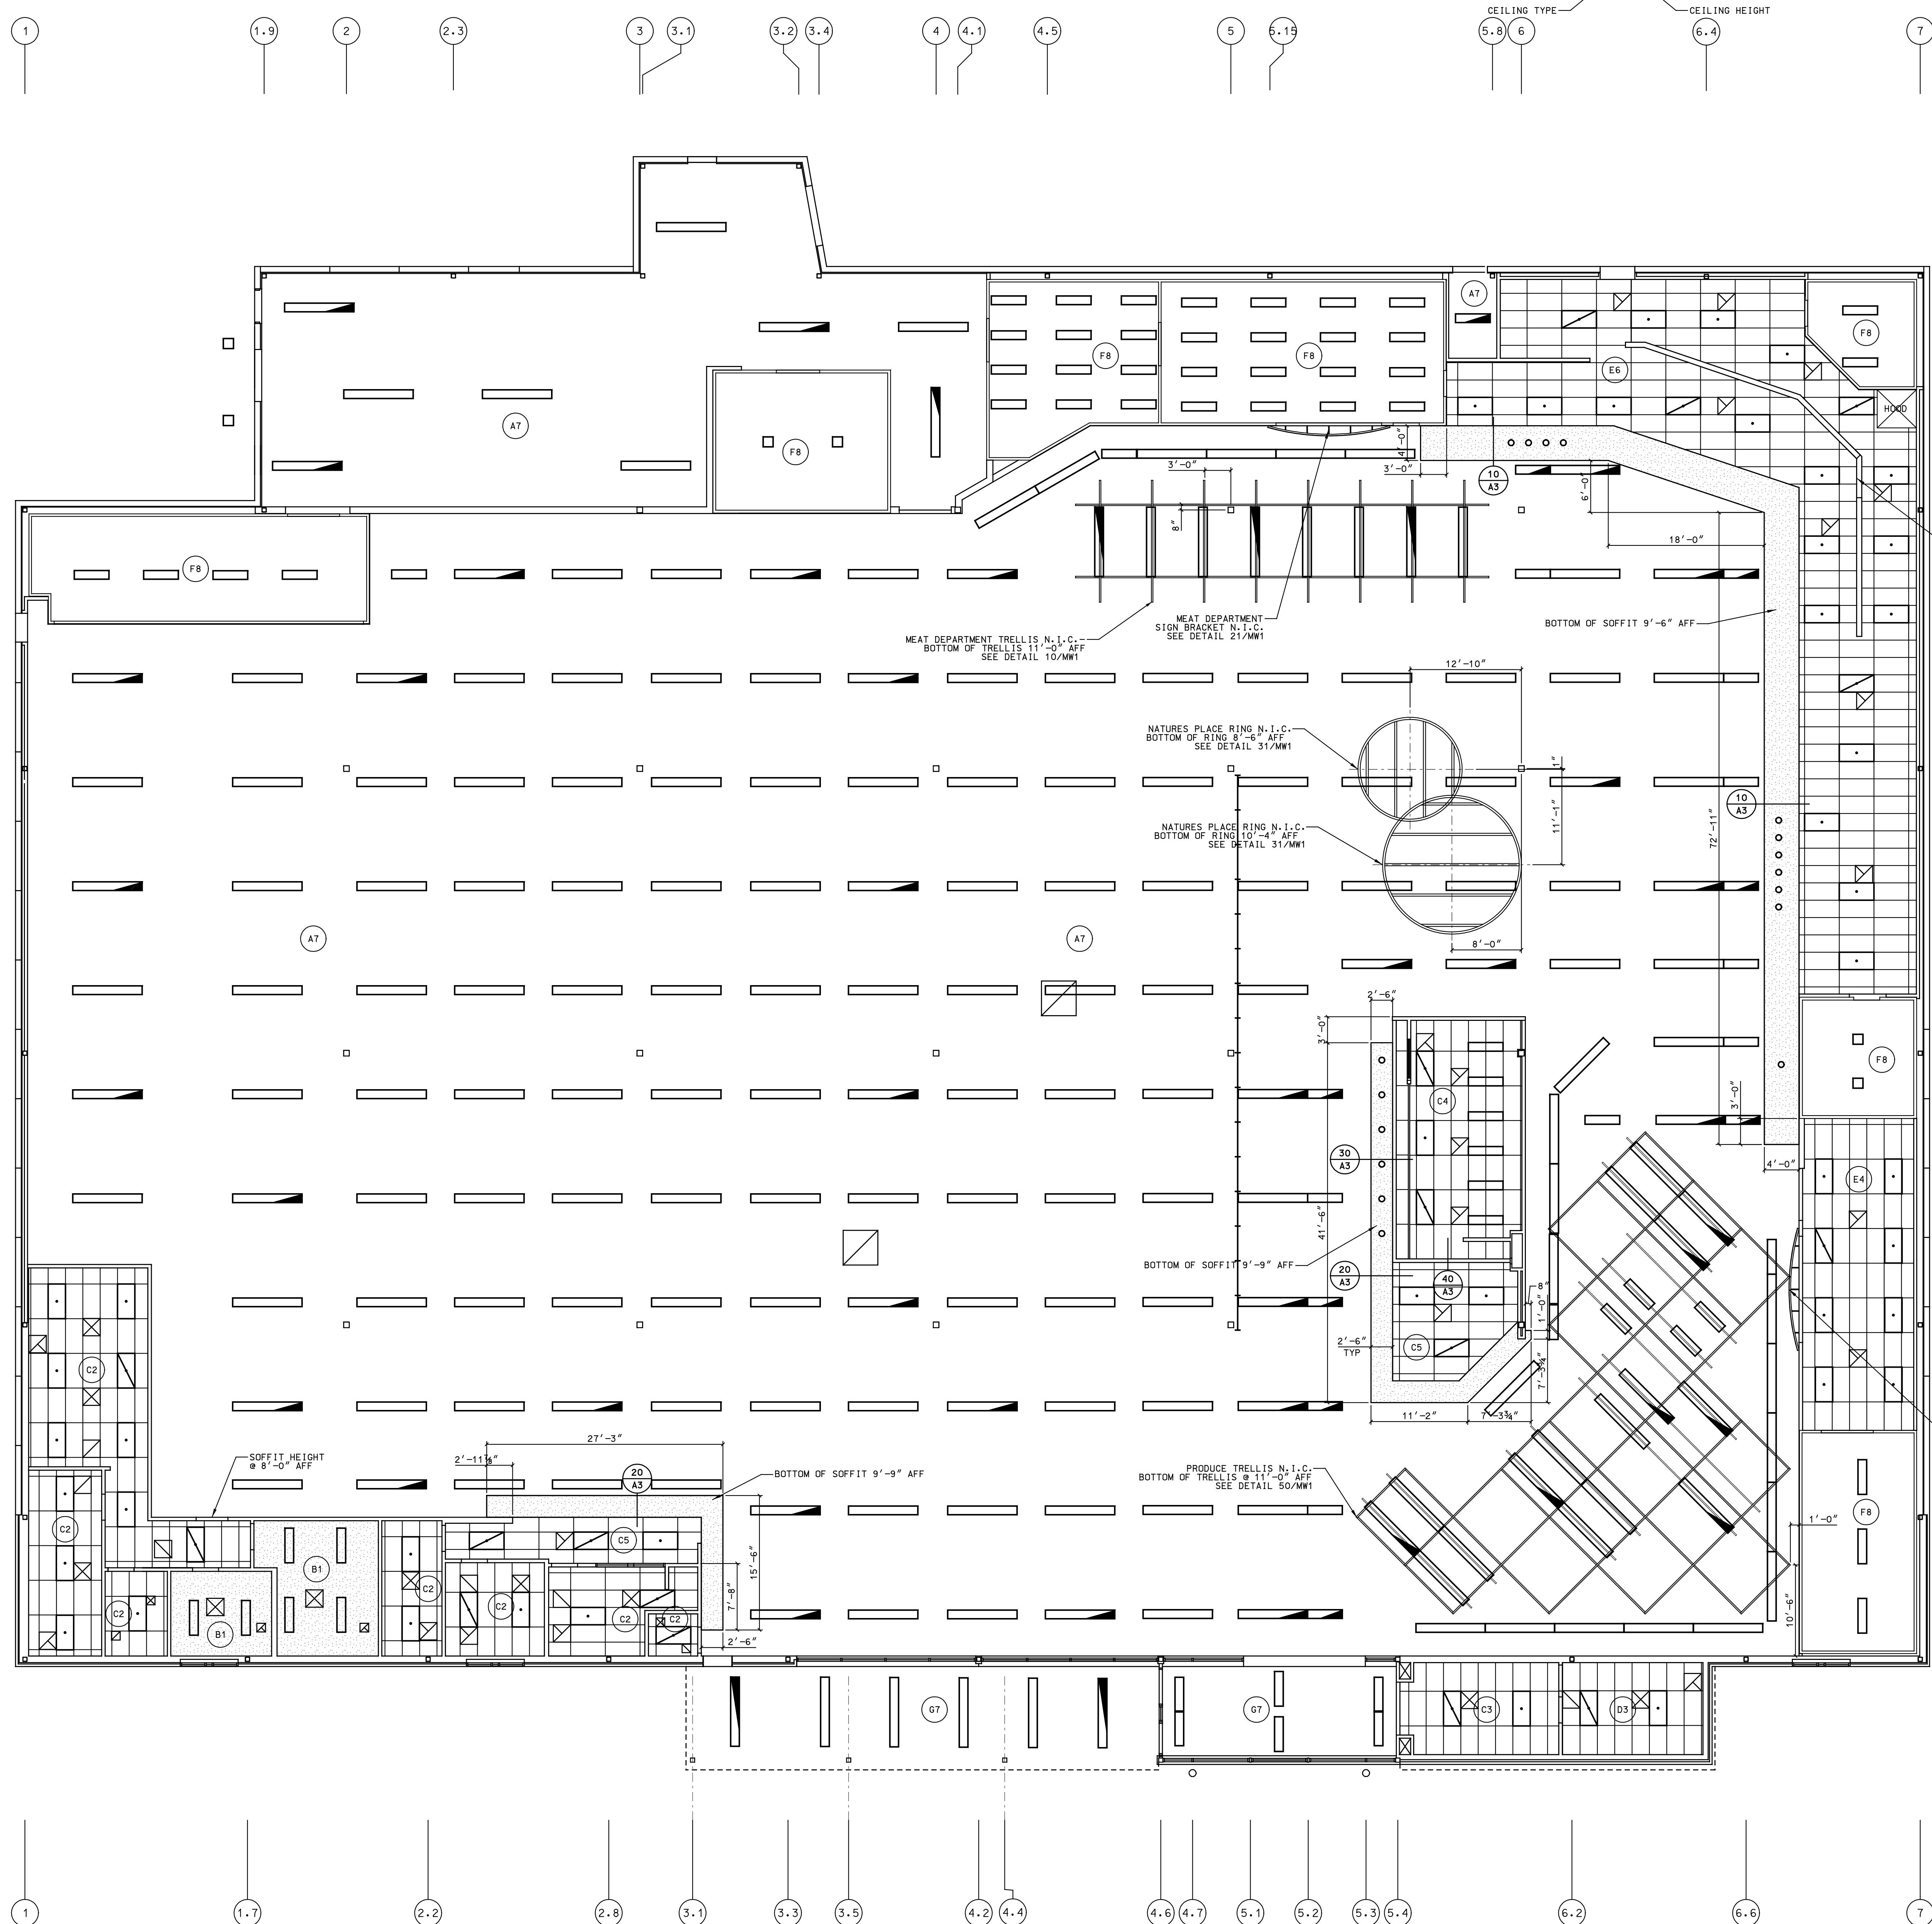 CEILING TYPE
CEILING HEIGHT
1
1.9
2
2.3
3
3.1
3.2
3.4
4
4.1
4.5
5
5.15
5.8
6
6.4
7
A7
F8
F8
F8
E6
A7
F8
HOOD
A7
F8
4'-0"
3'-0"
3'-0"
10
A3
6'-0"
8"
18'-0"
MEAT DEPARTMENT
SIGN BRACKET N.I.C.
SEE DETAIL 21/MW1
MEAT DEPARTMENT TRELLIS N.I.C.
BOTTOM OF TRELLIS 11'-0" AFF
SEE DETAIL 10/MW1
BOTTOM OF SOFFIT 9'-6" AFF
12'-10"
NATURES PLACE RING N.I.C.
BOTTOM OF RING 8'-6" AFF
SEE DETAIL 31/MW1
1"
11'-1"
10
A3
72'-11"
NATURES PLACE RING N.I.C.
BOTTOM OF RING 10'-4" AFF
SEE DETAIL 31/MW1
8'-0"
A7
A7
2'-6"
3'-0"
F8
C4
3'-0"
30
A3
4'-0"
E4
41'-6"
BOTTOM OF SOFFIT 9'-9" AFF
20
A3
40
A3
8"
1'-0"
2'-6"
TYP
C5
7'-3¾"
11'-2"
7'-3¾"
C2
SOFFIT HEIGHT
@ 8'-0" AFF
27'-3"
2'-11⅞"
20
A3
BOTTOM OF SOFFIT 9'-9" AFF
PRODUCE TRELLIS N.I.C.
BOTTOM OF TRELLIS @ 11'-0" AFF
SEE DETAIL 50/MW1
F8
1'-0"
10'-6"
C2
C5
15'-6"
7'-8"
B1
C2
C2
C2
B1
C2
C2
2'-6"
G7
G7
C3
D3
1
1.7
2.2
2.8
3.1
3.3
3.5
4.2
4.4
4.6
4.7
5.1
5.2
5.3
5.4
6.2
6.6
7